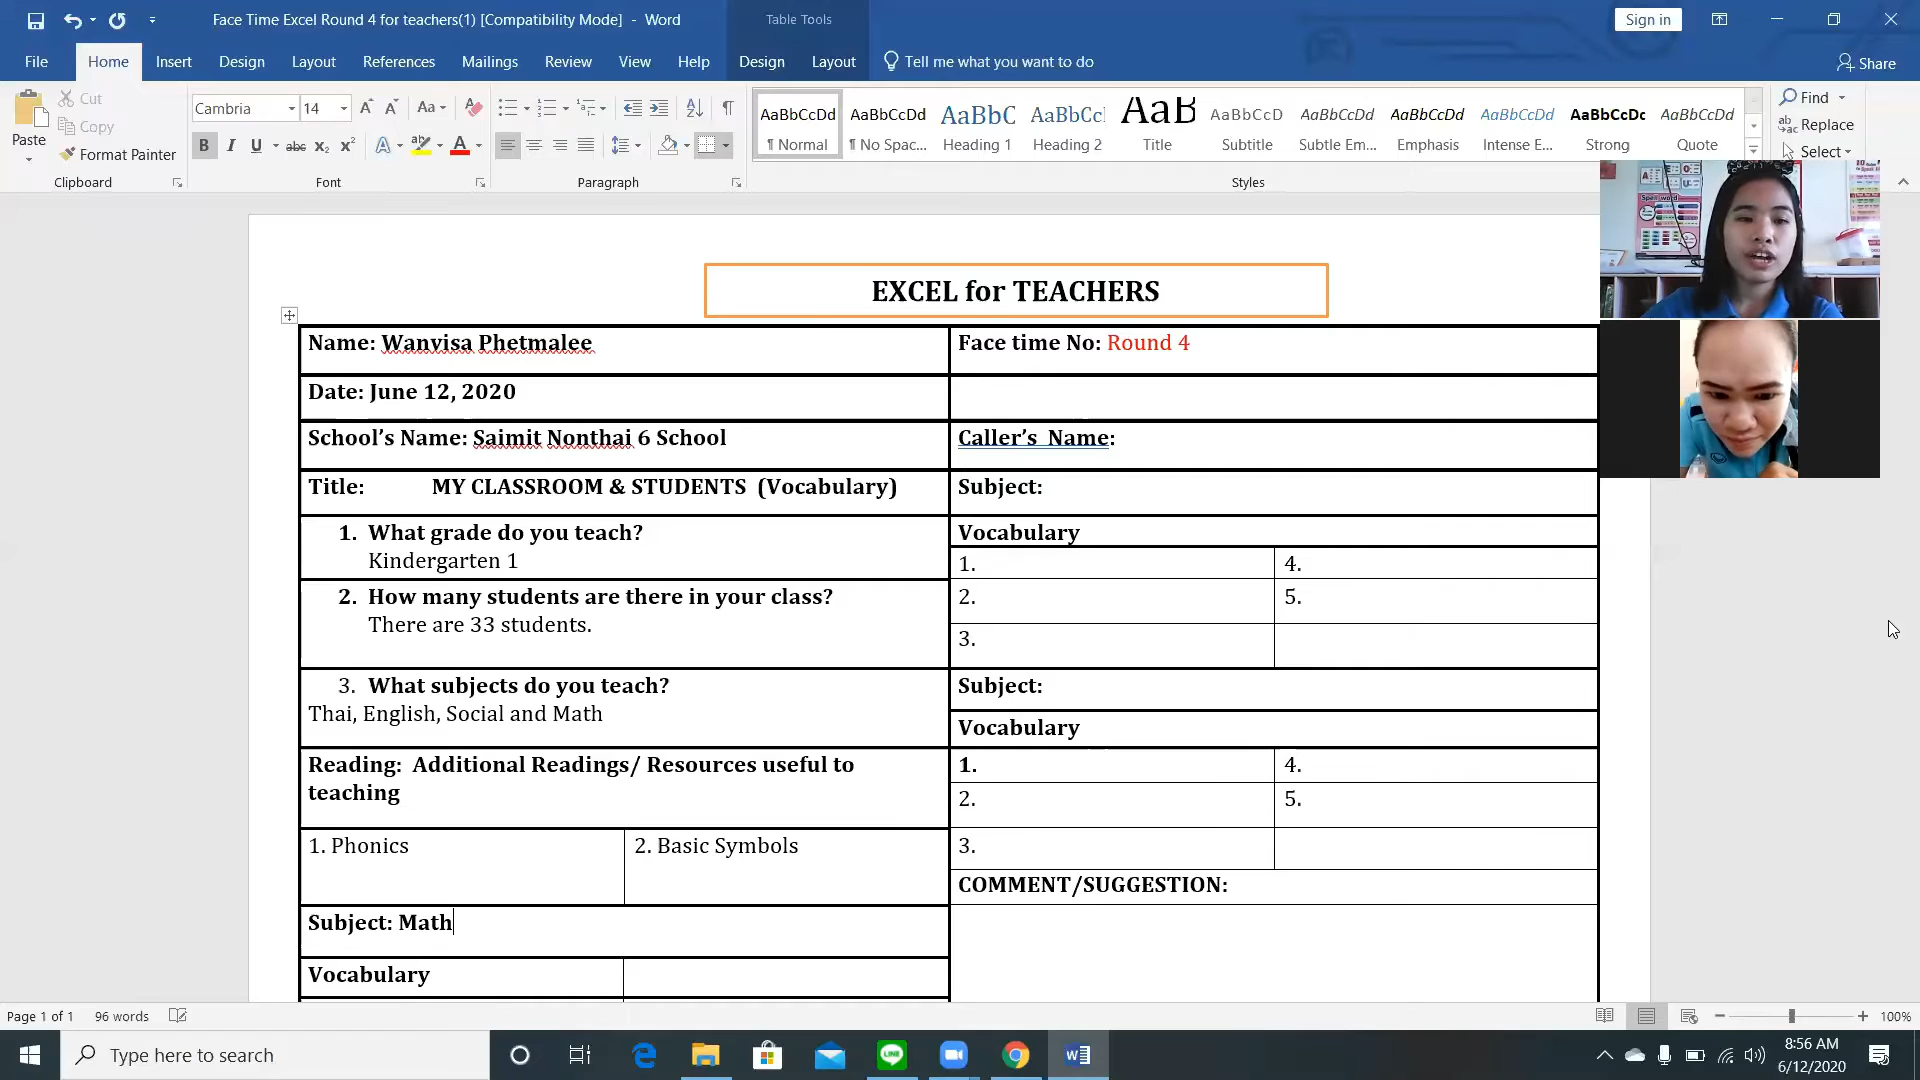 Face Time Excel Round 4 for teachers(1) [Compatibility Mode] - Word
Table Tools
Sign in
File Home Insert Design Layout References Mailings Review View Help Design Layout Tell me what you want to do Share
Paste
Cut
Copy
Format Painter
Clipboard
Cambria 14
Font
Paragraph
AaBbCcDd AaBbCcDd AaBbC AaBbCc AaB AaBbCcD AaBbCcDd AaBbCcDd AaBbCcDd AaBbCcDc AaBbCcDd
¶ Normal ¶ No Spac... Heading 1 Heading 2 Title Subtitle Subtle Em... Emphasis Intense E... Strong Quote
Styles
Find
Replace
Select
EXCEL for TEACHERS
Name: Wanvisa Phetmalee
Face time No: Round 4
Date: June 12, 2020
School's Name: Saimit Nonthai 6 School
Caller's Name:
Title: MY CLASSROOM & STUDENTS (Vocabulary)
Subject:
1. What grade do you teach?
Kindergarten 1
Vocabulary
1. 4.
2. How many students are there in your class?
There are 33 students.
2. 5.
3.
3. What subjects do you teach?
Thai, English, Social and Math
Subject:
Vocabulary
Reading: Additional Readings/ Resources useful to
teaching
1. 4.
2. 5.
1. Phonics 2. Basic Symbols
3.
COMMENT/SUGGESTION:
Subject: Math
Vocabulary
Page 1 of 1 96 words
100%
Type here to search
8:56 AM
6/12/2020